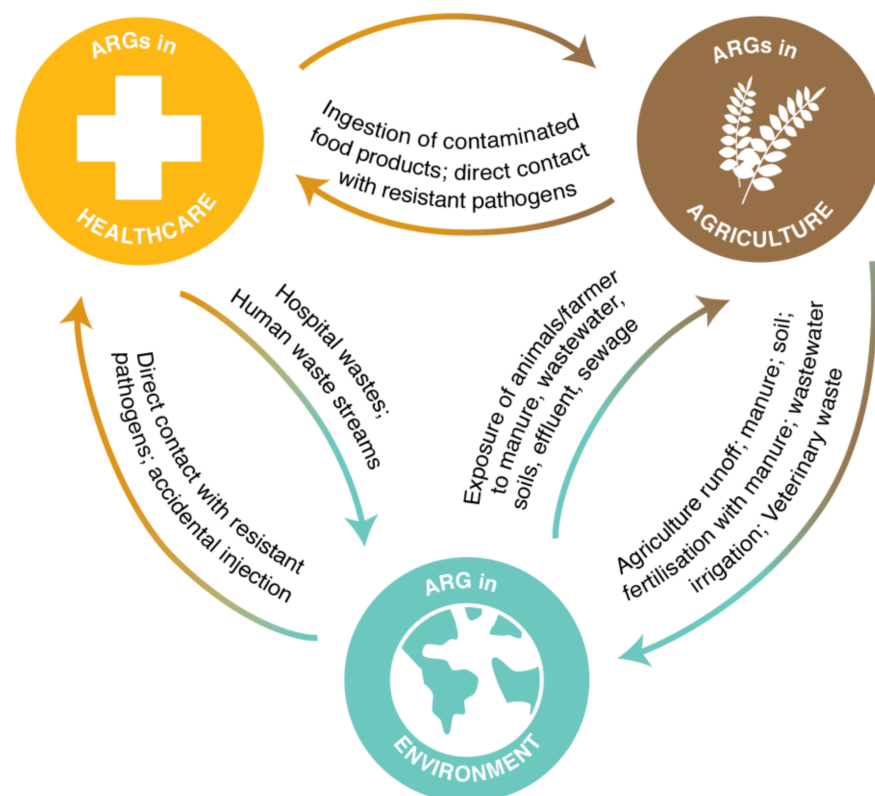 ARGs in
HEALTHCARE
ARGs in
AGRICULTURE
Ingestion of contaminated
food products; direct contact
with resistant pathogens
Hospital wastes;
Human waste streams
Direct contact with resistant
pathogens; accidental injection
Exposure of animals/farmer
to manure, wastewater,
soils, effluent, sewage
Agriculture runoff; manure; soil;
fertilisation with manure; wastewater
irrigation; Veterinary waste
ARG in
ENVIRONMENT